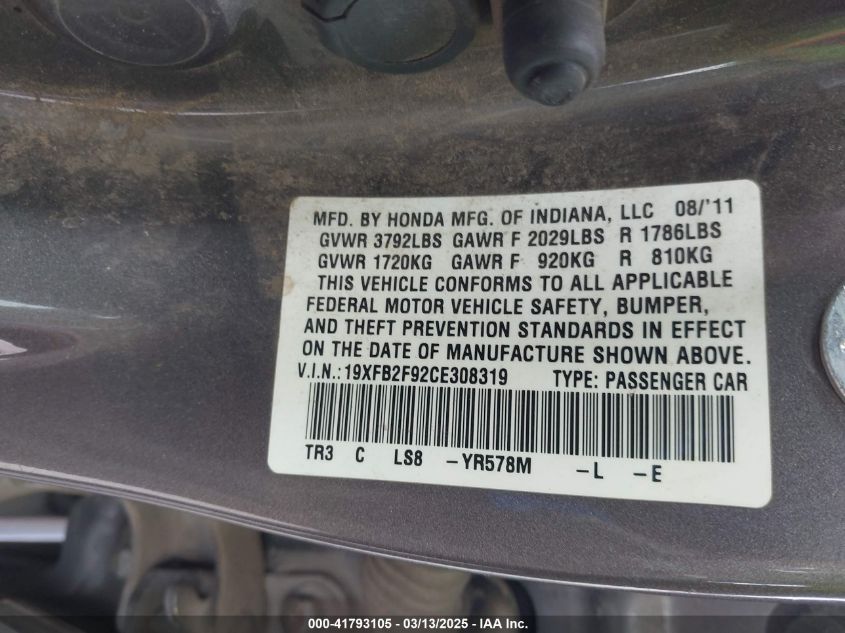 MFD. BY HONDA MFG. OF INDIANA, LLC 08/'11
GVWR 3792LBS GAWR F 2029LBS R 1786LBS
GVWR 1720KG GAWR F 920KG R 810KG
THIS VEHICLE CONFORMS TO ALL APPLICABLE
FEDERAL MOTOR VEHICLE SAFETY, BUMPER,
AND THEFT PREVENTION STANDARDS IN EFFECT
ON THE DATE OF MANUFACTURE SHOWN ABOVE.
V.I.N.: 19XFB2F92CE308319 TYPE: PASSENGER CAR
TR3 C LS8 -YR578M -L -E
000-41793105 - 03/13/2025 - IAA Inc.